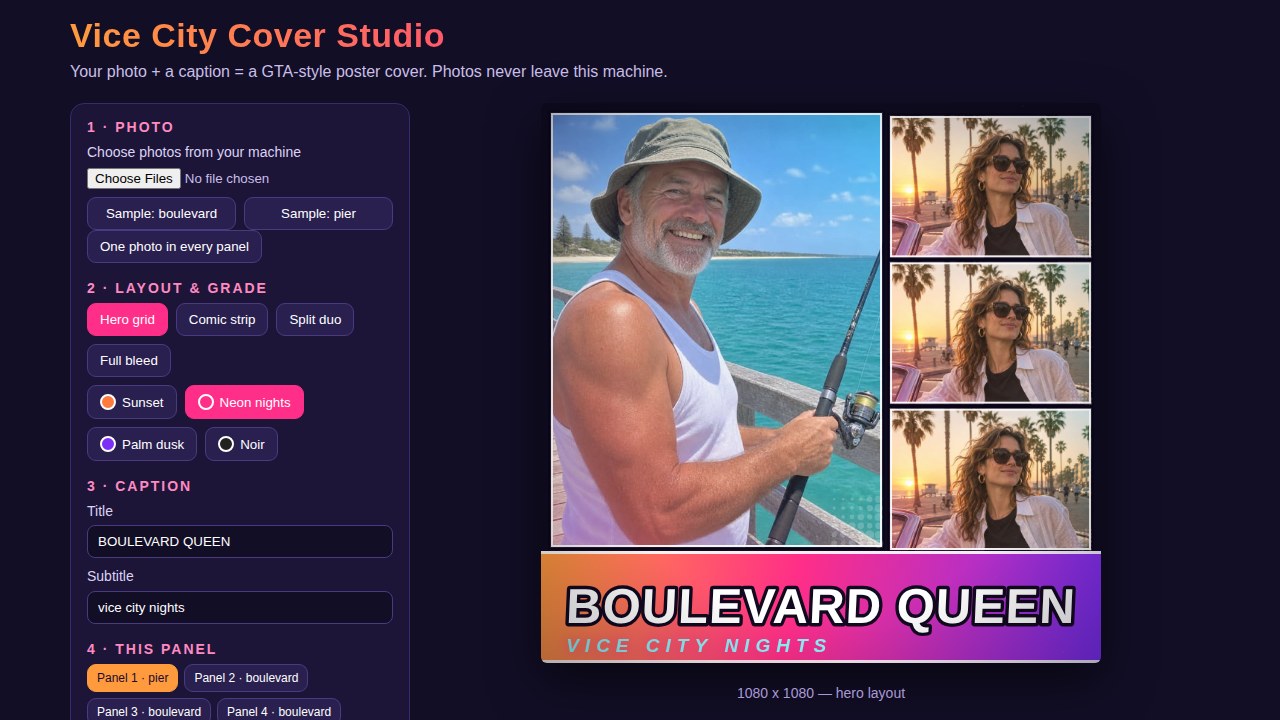 Vice City Cover Studio
Your photo + a caption = a GTA-style poster cover. Photos never leave this machine.
1 · PHOTO
Choose photos from your machine
Choose Files No file chosen
Sample: boulevard
Sample: pier
One photo in every panel
2 · LAYOUT & GRADE
Hero grid
Comic strip
Split duo
Full bleed
Sunset
Neon nights
Palm dusk
Noir
3 · CAPTION
Title
BOULEVARD QUEEN
Subtitle
vice city nights
4 · THIS PANEL
Panel 1 · pier
Panel 2 · boulevard
Panel 3 · boulevard
Panel 4 · boulevard
BOULEVARD QUEEN
VICE CITY NIGHTS
1080 x 1080 — hero layout